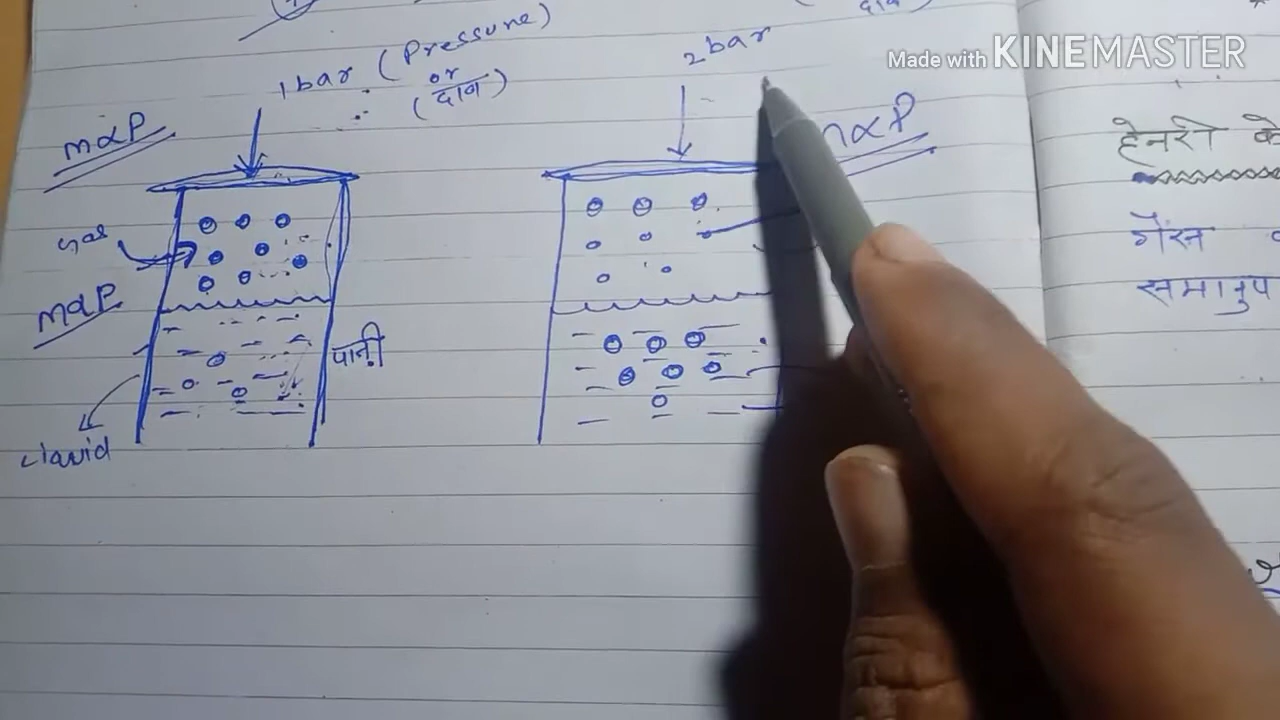 1 bar (Pressure)
or
(दाब)
2 bar
Made with KINEMASTER
m∝P
∝P
gas
m∝P
पानी
Liquid
हेनरी के
गैस
समानुप